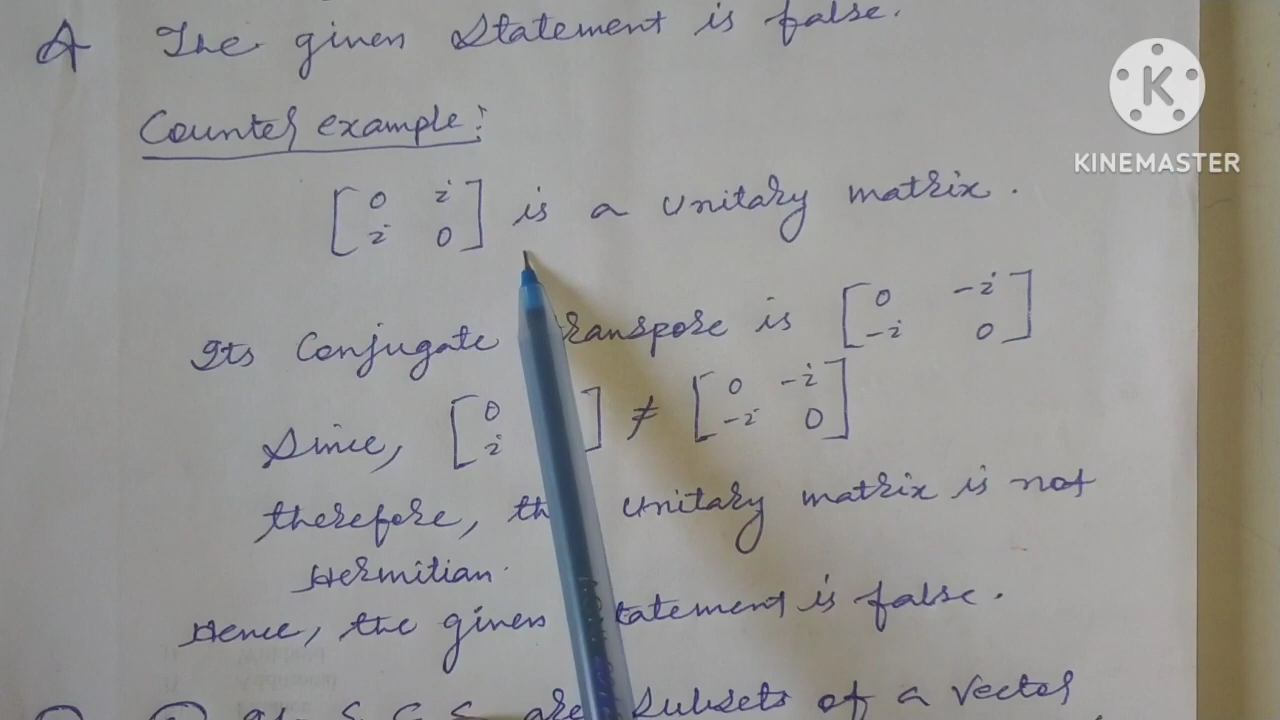 A The given Statement is false.
Counter example:
[0 i
i 0] is a unitary matrix.
Its Conjugate transpose is [0 -i
-i 0]
Since, [0
i ] ≠ [0 -i
-i 0]
therefore, th unitary matrix is not
Hermitian.
Hence, the given statement is false.
are subsets of a vector
K
KINEMASTER